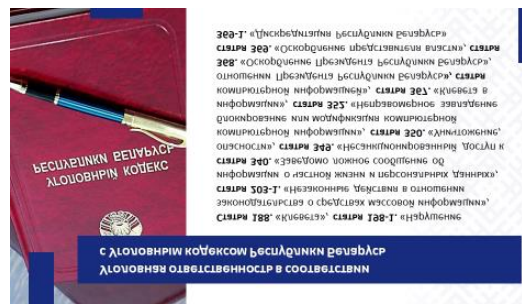 Уголовная ответственность в соответствии
с Уголовным кодексом Республики Беларусь
УГОЛОВНЫЙ КОДЕКС
РЕСПУБЛИКИ БЕЛАРУСЬ
Статья 188. «Клевета», статья 198-1. «Нарушение
законодательства о средствах массовой информации»,
статья 203-1. «Незаконные действия в отношении
информации о частной жизни и персональных данных»,
статья 340. «Заведомо ложное сообщение об
опасности», статья 349. «Несанкционированный доступ к
компьютерной информации», статья 350. «Уничтожение,
блокирование или модификация компьютерной
информации», статья 352. «Неправомерное завладение
компьютерной информацией», статья 367. «Клевета в
отношении Президента Республики Беларусь», статья
368. «Оскорбление Президента Республики Беларусь»,
статья 369. «Оскорбление представителя власти», статья
369-1. «Дискредитация Республики Беларусь»